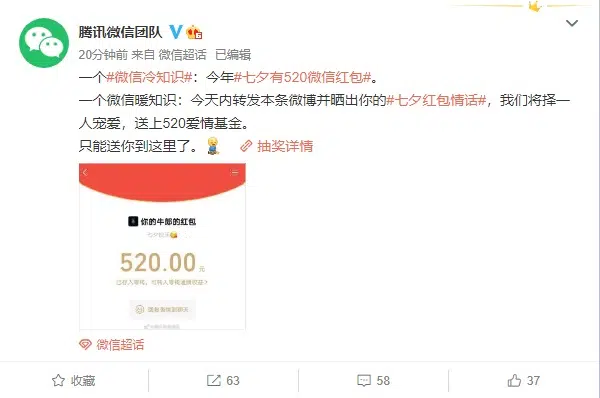 腾讯微信团队
20分钟前 来自 微信超话 已编辑
一个#微信冷知识#：今年#七夕有520微信红包#。
一个微信暖知识：今天内转发本条微博并晒出你的#七夕红包情话#，我们将择一
人宠爱，送上520爱情基金。
只能送你到这里了。 抽奖详情
你的牛郎的红包
520.00 元
微信超话
收藏 63 58 37